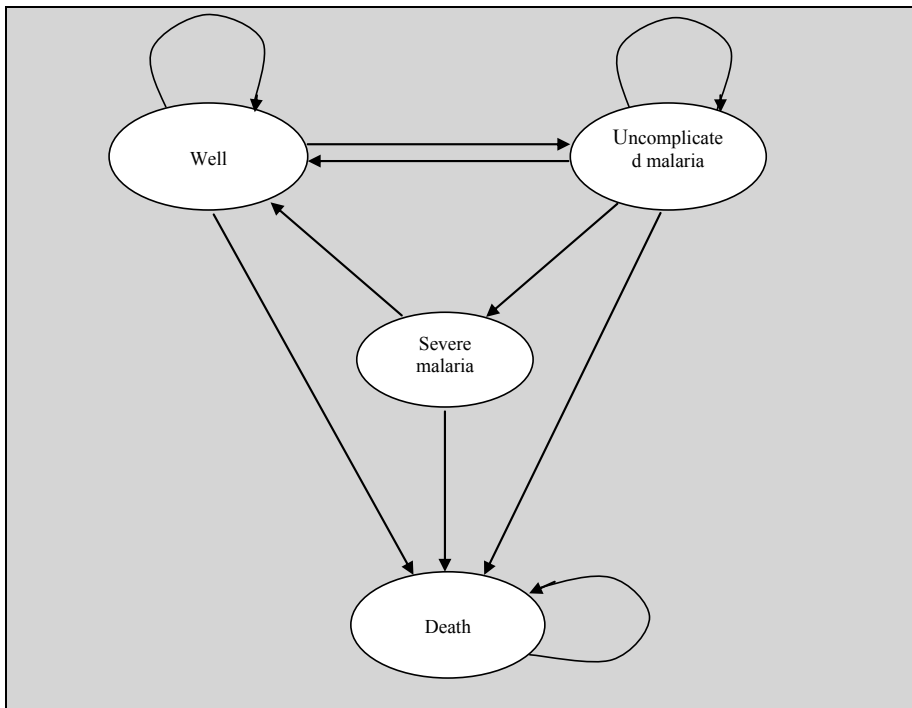 Well
Uncomplicate
d malaria
Severe
malaria
Death